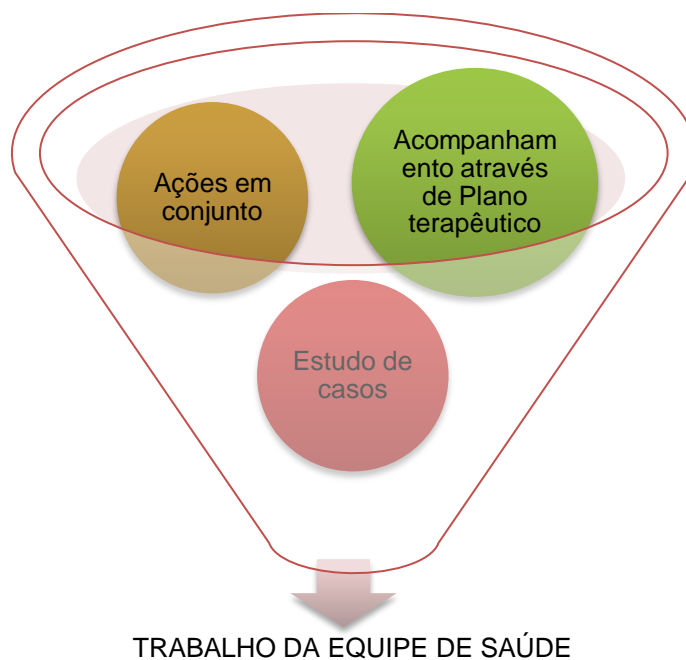 Ações em
conjunto
Acompanham
ento através
de Plano
terapêutico
Estudo de
casos
TRABALHO DA EQUIPE DE SAÚDE